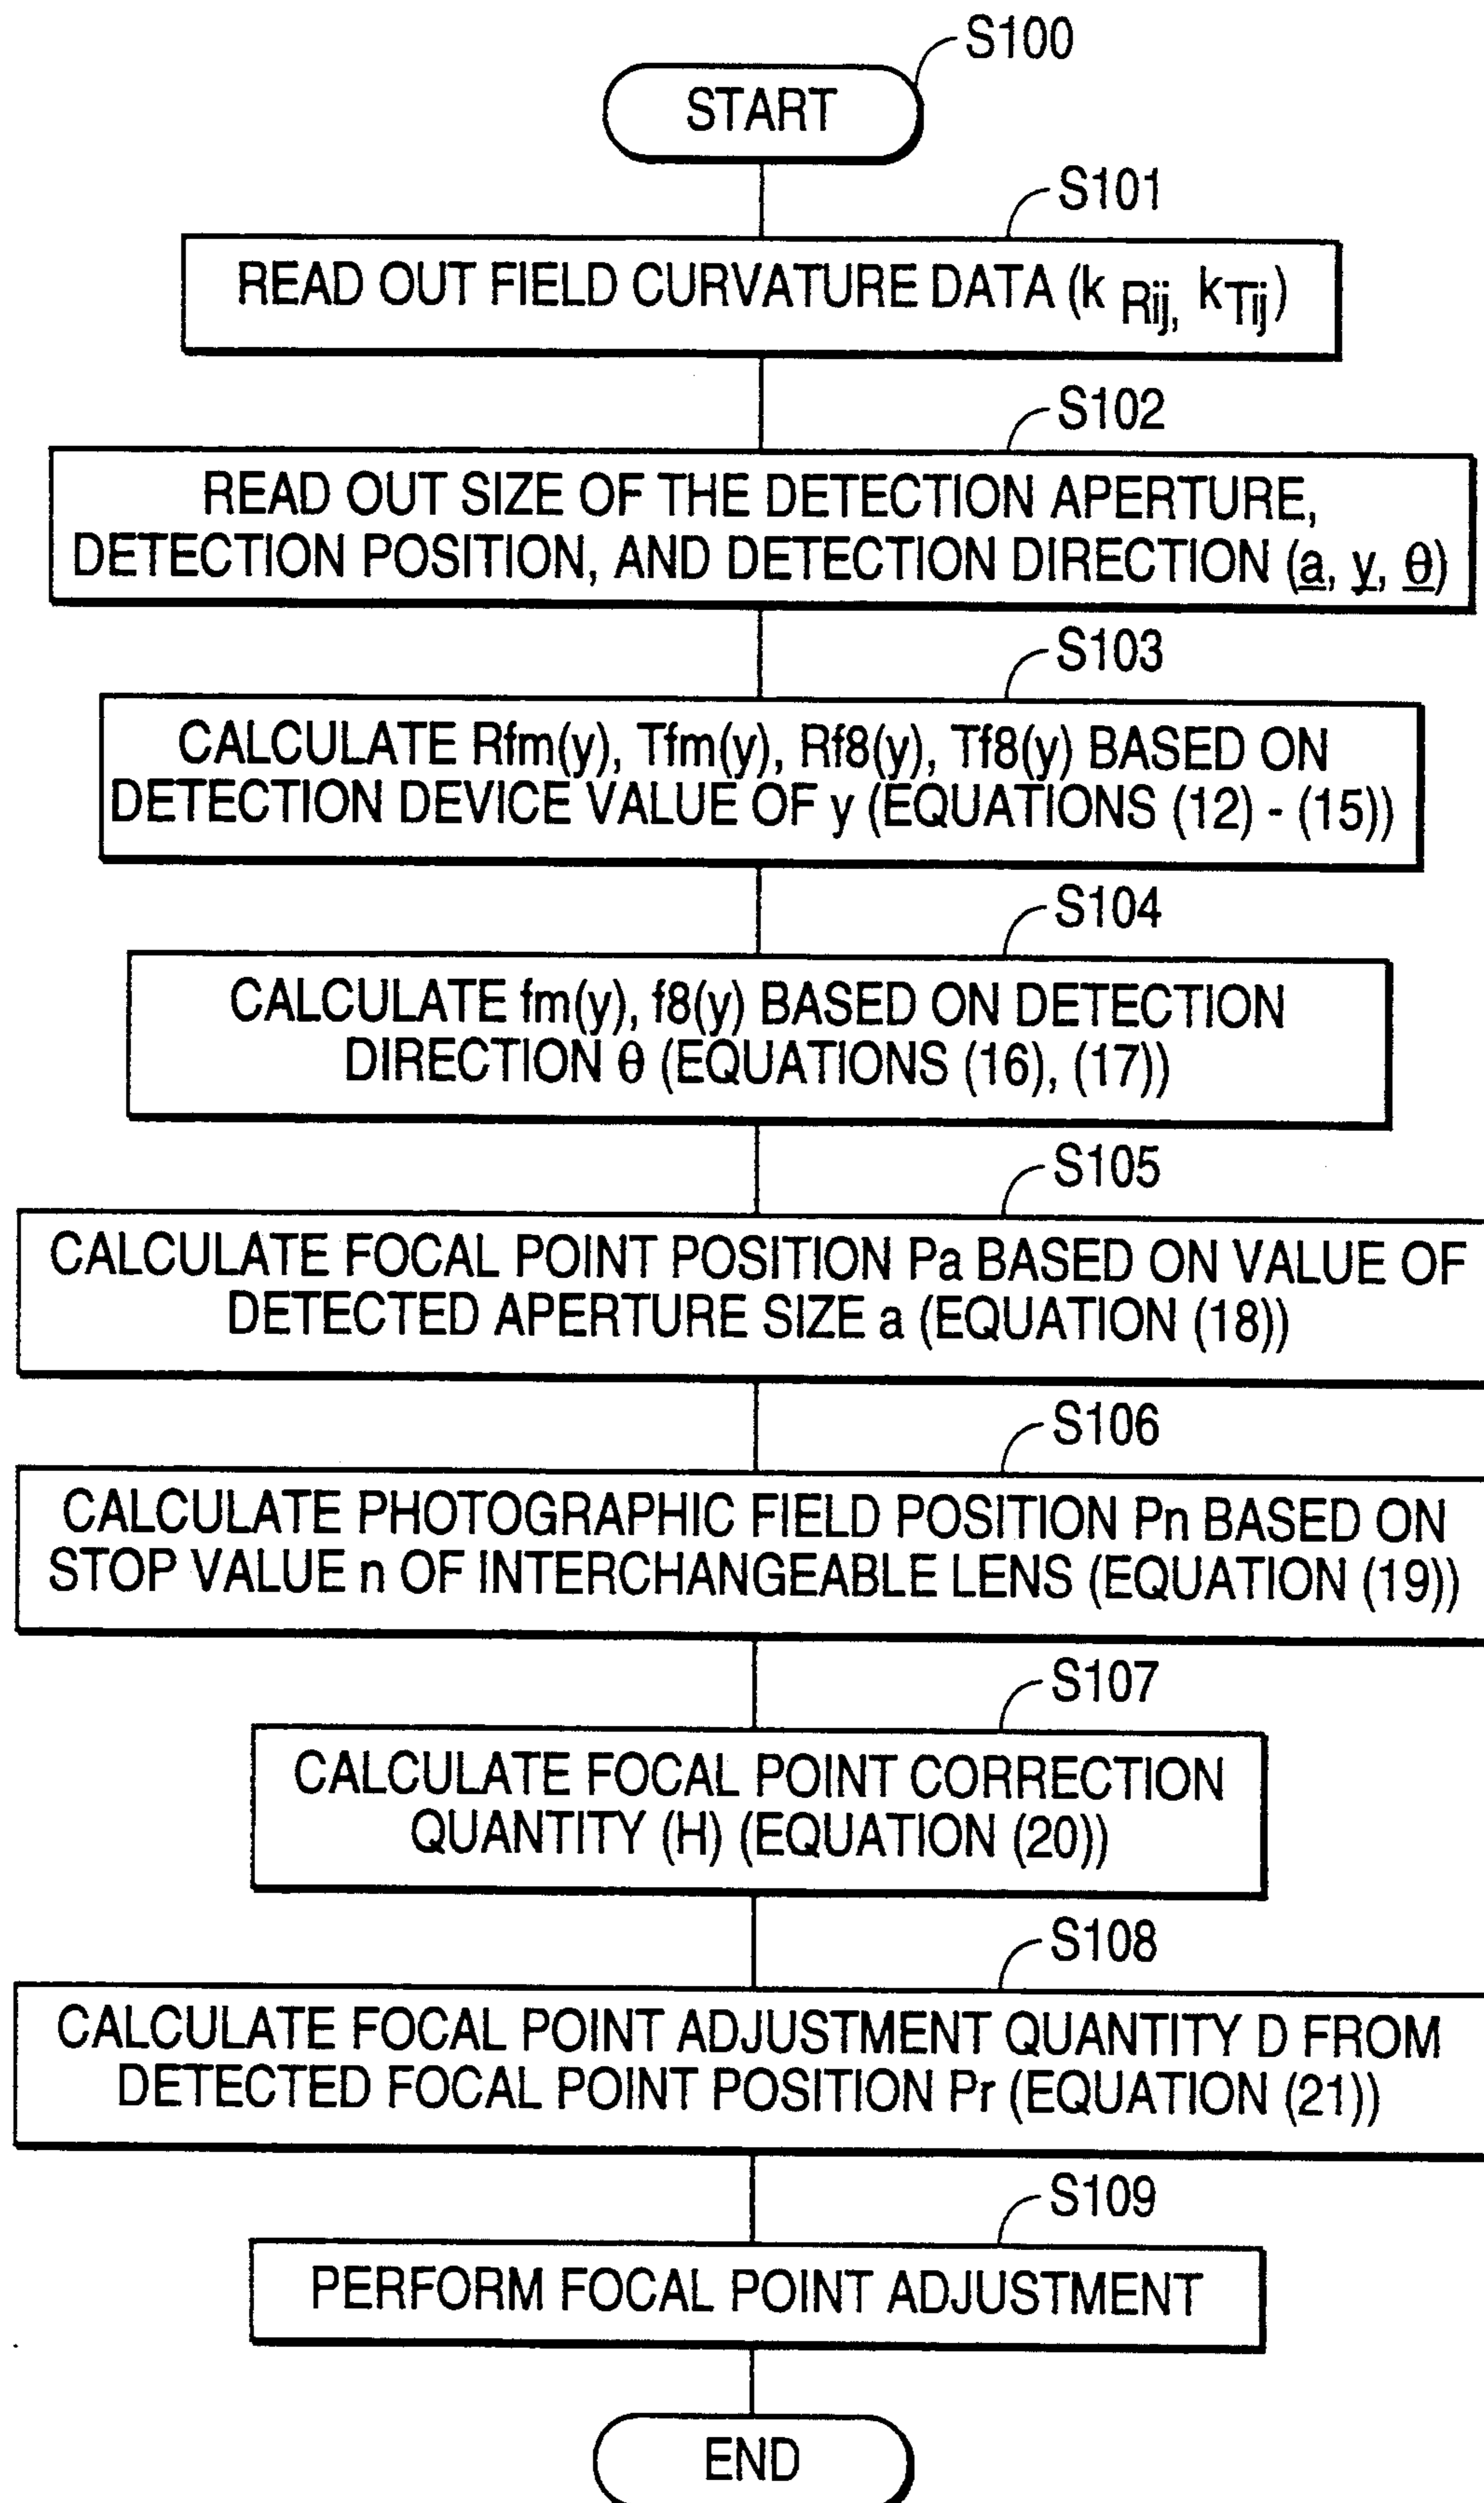 S100
START
S101
READ OUT FIELD CURVATURE DATA (k Rij, kTij)
S102
READ OUT SIZE OF THE DETECTION APERTURE,
DETECTION POSITION, AND DETECTION DIRECTION (a, y, θ)
S103
CALCULATE Rfm(y), Tfm(y), Rf8(y), Tf8(y) BASED ON
DETECTION DEVICE VALUE OF y (EQUATIONS (12) - (15))
S104
CALCULATE fm(y), f8(y) BASED ON DETECTION
DIRECTION θ (EQUATIONS (16), (17))
S105
CALCULATE FOCAL POINT POSITION Pa BASED ON VALUE OF
DETECTED APERTURE SIZE a (EQUATION (18))
S106
CALCULATE PHOTOGRAPHIC FIELD POSITION Pn BASED ON
STOP VALUE n OF INTERCHANGEABLE LENS (EQUATION (19))
S107
CALCULATE FOCAL POINT CORRECTION
QUANTITY (H) (EQUATION (20))
S108
CALCULATE FOCAL POINT ADJUSTMENT QUANTITY D FROM
DETECTED FOCAL POINT POSITION Pr (EQUATION (21))
S109
PERFORM FOCAL POINT ADJUSTMENT
END